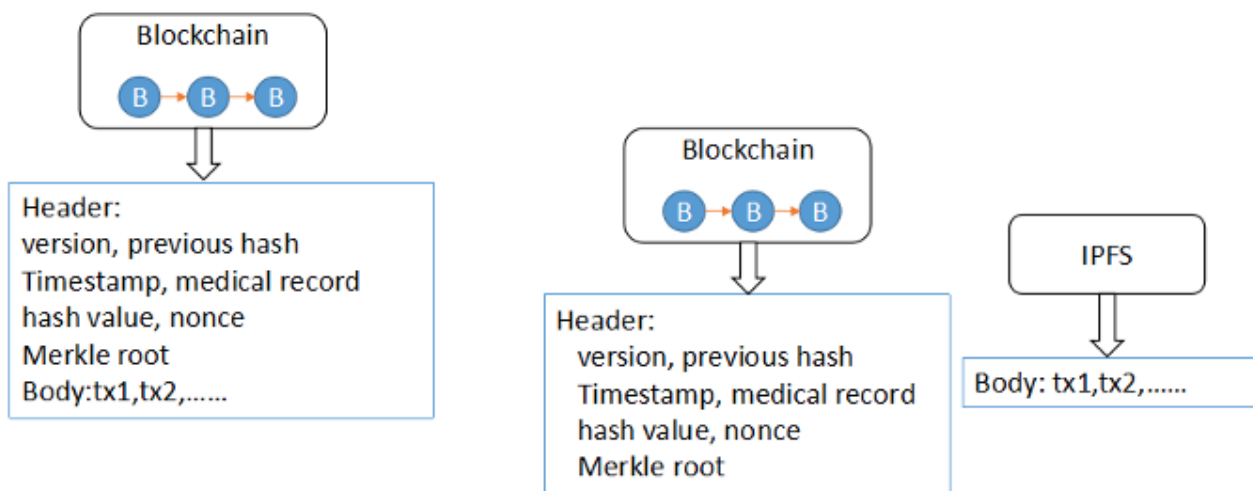 Blockchain
B B B
Header:
version, previous hash
Timestamp, medical record
hash value, nonce
Merkle root
Body:tx1,tx2,......
Blockchain
B B B
Header:
version, previous hash
Timestamp, medical record
hash value, nonce
Merkle root
IPFS
Body: tx1,tx2,......